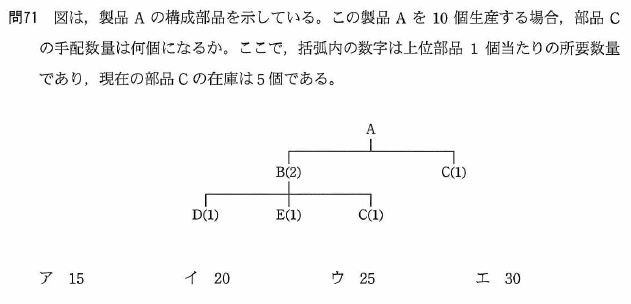 問71 図は，製品 A の構成部品を示している。この製品 A を 10 個生産する場合，部品 C
の手配数量は何個になるか。ここで，括弧内の数字は上位部品 1 個当たりの所要数量
であり，現在の部品 C の在庫は 5 個である。
A
B(2) C(1)
D(1) E(1) C(1)
ア 15 イ 20 ウ 25 エ 30